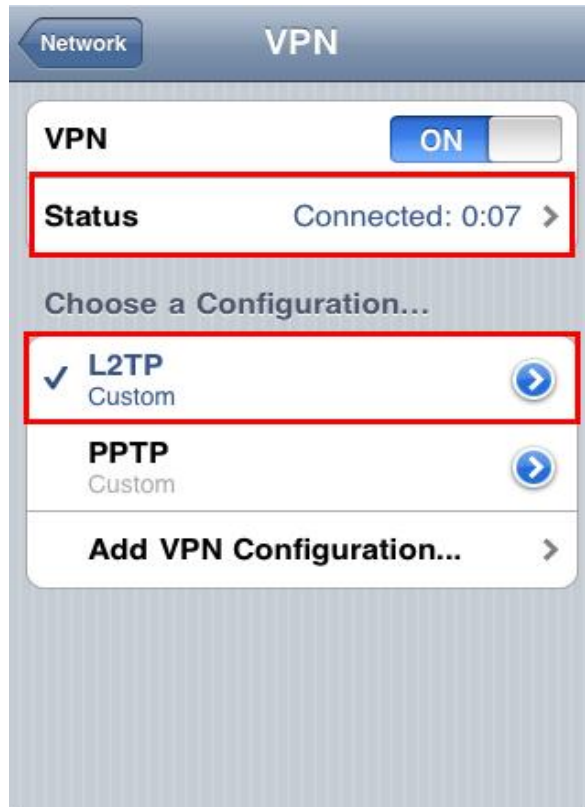 Network
VPN
VPN ON
Status Connected: 0:07
Choose a Configuration...
L2TP
Custom
PPTP
Custom
Add VPN Configuration...